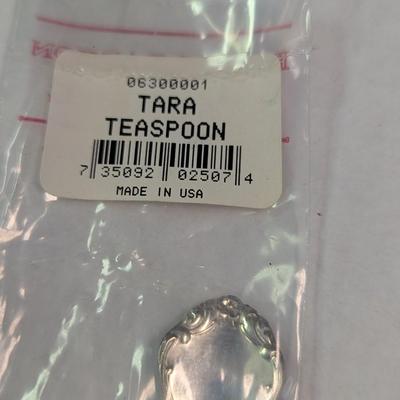 06300001
TARA
TEASPOON
7 35092 02507 4
MADE IN USA